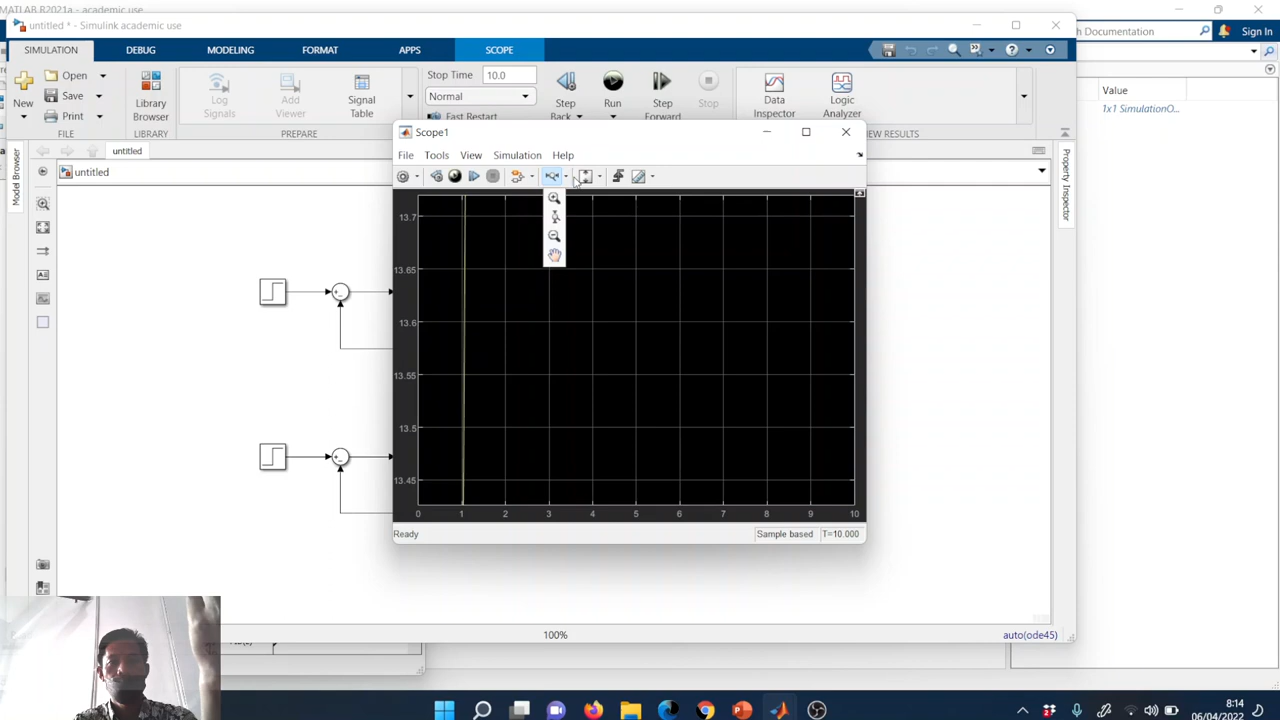 MATLAB R2021a - academic use
untitled * - Simulink academic use
h Documentation
Sign In
SIMULATION
DEBUG
MODELING
FORMAT
APPS
SCOPE
New
Open
Save
Print
FILE
Library
Browser
LIBRARY
Log
Signals
Add
Viewer
Signal
Table
PREPARE
Stop Time
10.0
Normal
Fast Restart
Step
Back
Run
Step
Forward
Stop
Data
Inspector
Logic
Analyzer
VIEW RESULTS
Value
1x1 SimulationO...
Model Browser
untitled
untitled
Property Inspector
Scope1
File
Tools
View
Simulation
Help
13.7
13.65
13.6
13.55
13.5
13.45
0 1 2 3 4 5 6 7 8 9 10
Ready
Sample based
T=10.000
100%
auto(ode45)
8:14
06/04/2022